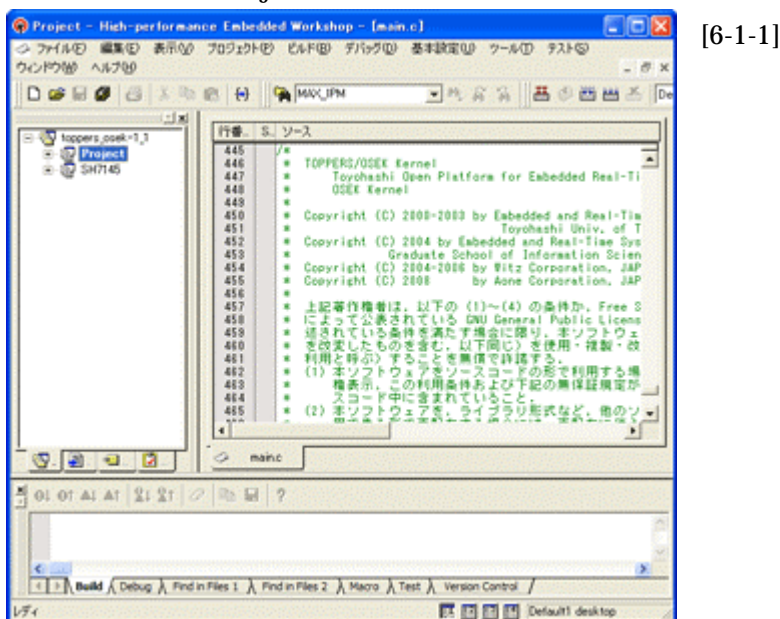 Project - High-performance Embedded Workshop - [main.c]
[6-1-1]
ファイル(F) 編集(E) 表示(V) プロジェクト(P) ビルド(B) デバッグ(D) 基本設定(U) ツール(T) テスト(S)
ウィンドウ(W) ヘルプ(H)
MAX_IPM
De
toppers_osek-1_1
Project
SH7145
行番.. S.. ソース
445 /*
446 * TOPPERS/OSEK Kernel
447 * Toyohashi Open Platform for Embedded Real-Ti
448 * OSEK Kernel
449 *
450 * Copyright (C) 2000-2003 by Embedded and Real-Tim
451 * Toyohashi Univ. of T
452 * Copyright (C) 2004 by Embedded and Real-Time Sys
453 * Graduate School of Information Scien
454 * Copyright (C) 2004-2006 by Witz Corporation, JAP
455 * Copyright (C) 2008 by Aone Corporation, JAP
456 *
457 * 上記著作権者は、以下の (1)~(4) の条件か、Free S
458 * によって公表されている GNU General Public Licens
459 * 述されている条件を満たす場合に限り、本ソフトウェ
460 * を改変したものを含む。以下同じ)を使用・複製・改
461 * 利用と呼ぶ)することを無償で許諾する。
462 * (1) 本ソフトウェアをソースコードの形で利用する場
463 * 権表示、この利用条件および下記の無保証規定が
464 * スコード中に含まれていること。
465 * (2) 本ソフトウェアを、ライブラリ形式など、他のソ
main.c
Build Debug Find in Files 1 Find in Files 2 Macro Test Version Control
レディ
Default1 desktop